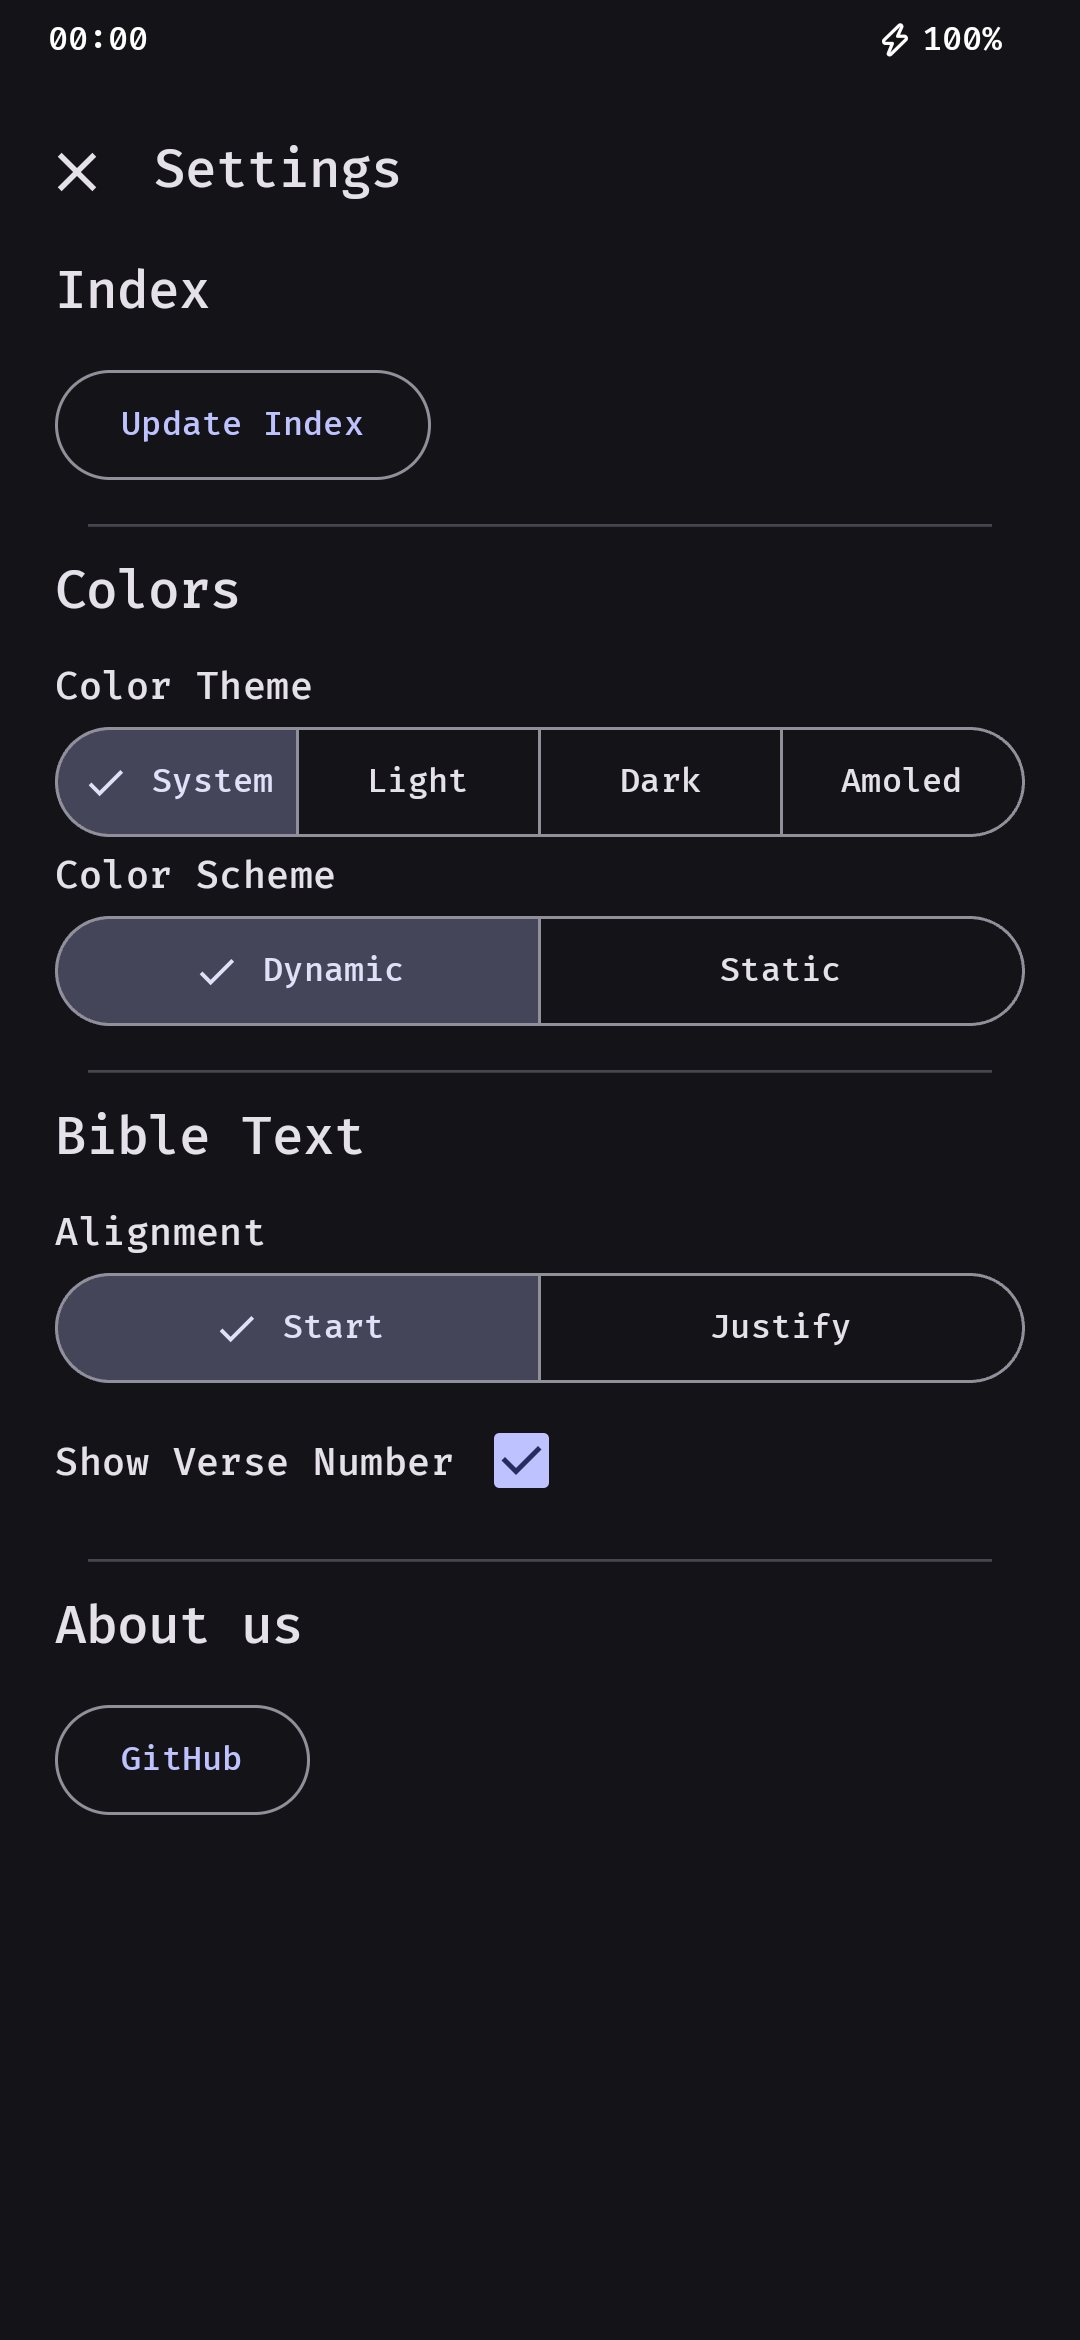 00:00 100%
Settings
Index
Update Index
Colors
Color Theme
System Light Dark Amoled
Color Scheme
Dynamic Static
Bible Text
Alignment
Start Justify
Show Verse Number
About us
GitHub